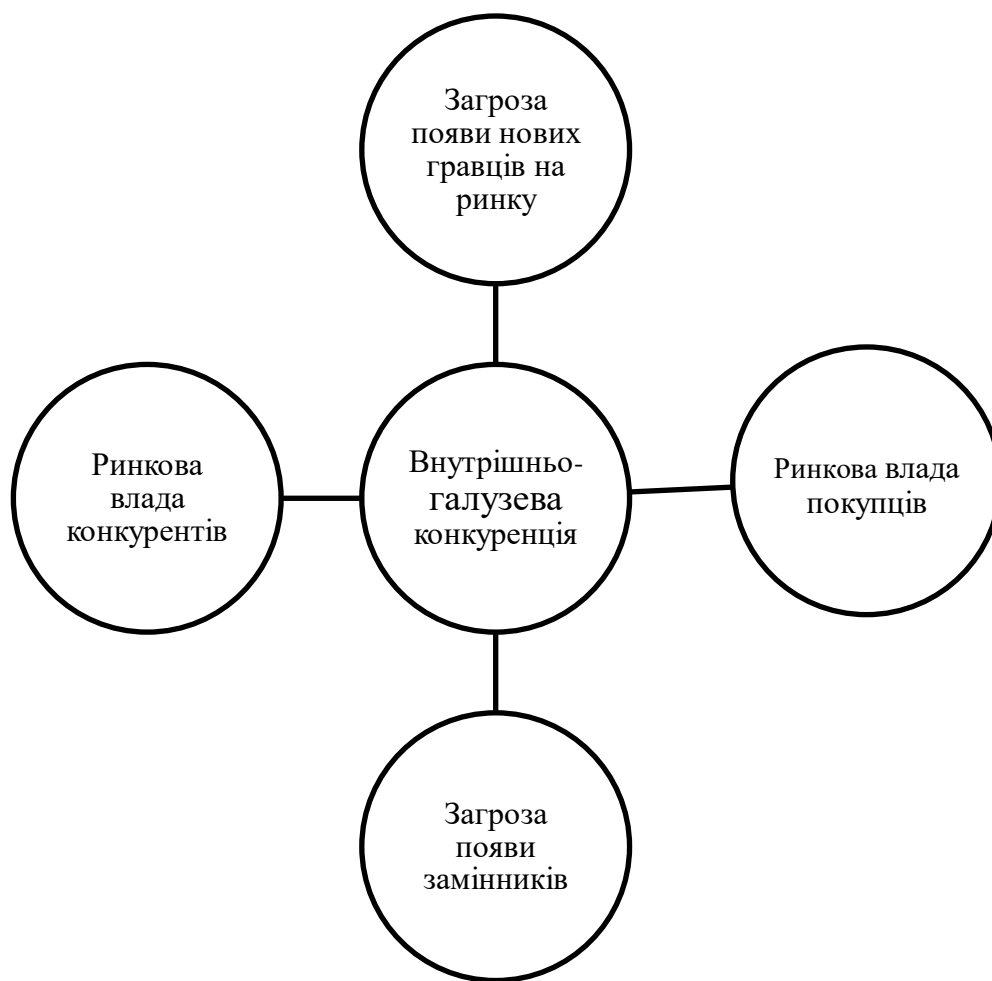 Загроза
появи нових
гравців на
ринку
Ринкова
влада
конкурентів
Внутрішньо-
галузева
конкуренція
Ринкова влада
покупців
Загроза
появи
замінників